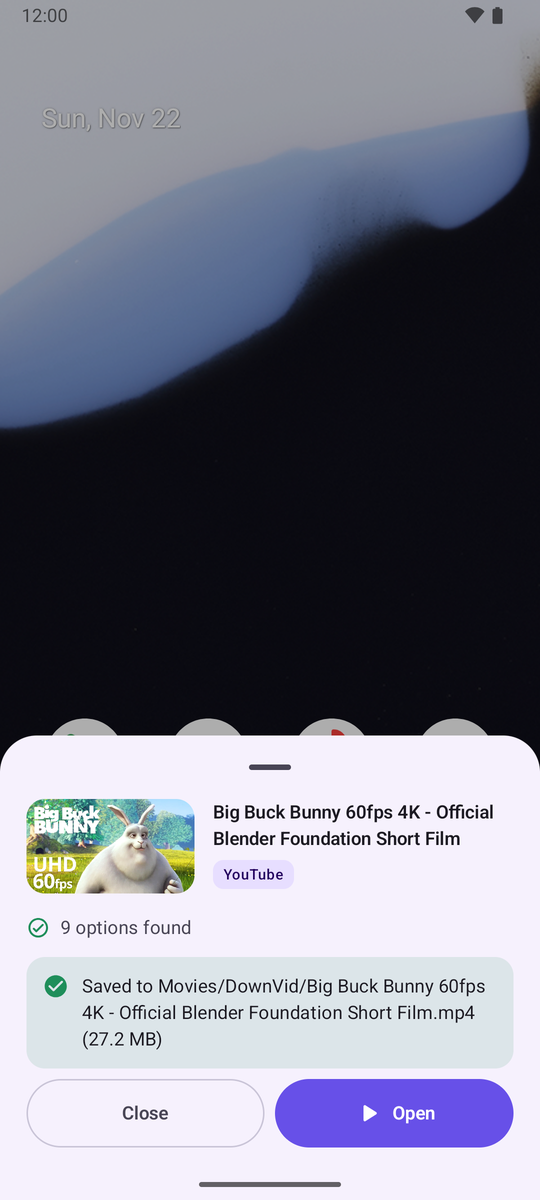 12:00
Sun, Nov 22
Big Buck
BUNNY
UHD
60fps
Big Buck Bunny 60fps 4K - Official
Blender Foundation Short Film
YouTube
9 options found
Saved to Movies/DownVid/Big Buck Bunny 60fps
4K - Official Blender Foundation Short Film.mp4
(27.2 MB)
Close
Open